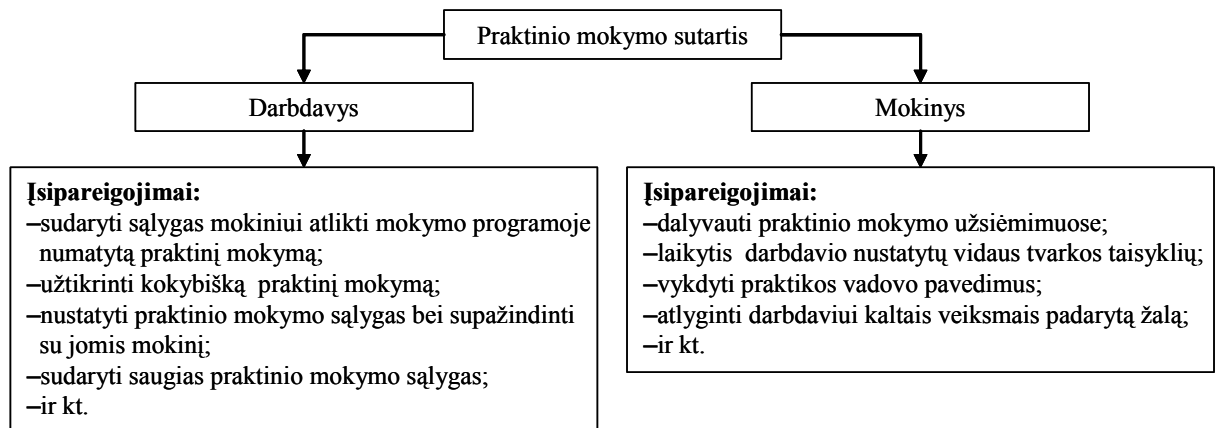 Praktinio mokymo sutartis
Darbdavys
Mokinys
Įsipareigojimai:
–sudaryti sąlygas mokiniui atlikti mokymo programoje
numatytą praktinį mokymą;
–užtikrinti kokybišką praktinį mokymą;
–nustatyti praktinio mokymo sąlygas bei supažindinti
su jomis mokinį;
–sudaryti saugias praktinio mokymo sąlygas;
–ir kt.
Įsipareigojimai:
–dalyvauti praktinio mokymo užsiėmimuose;
–laikytis darbdavio nustatytų vidaus tvarkos taisyklių;
–vykdyti praktikos vadovo pavedimus;
–atlyginti darbdaviui kaltais veiksmais padarytą žalą;
–ir kt.